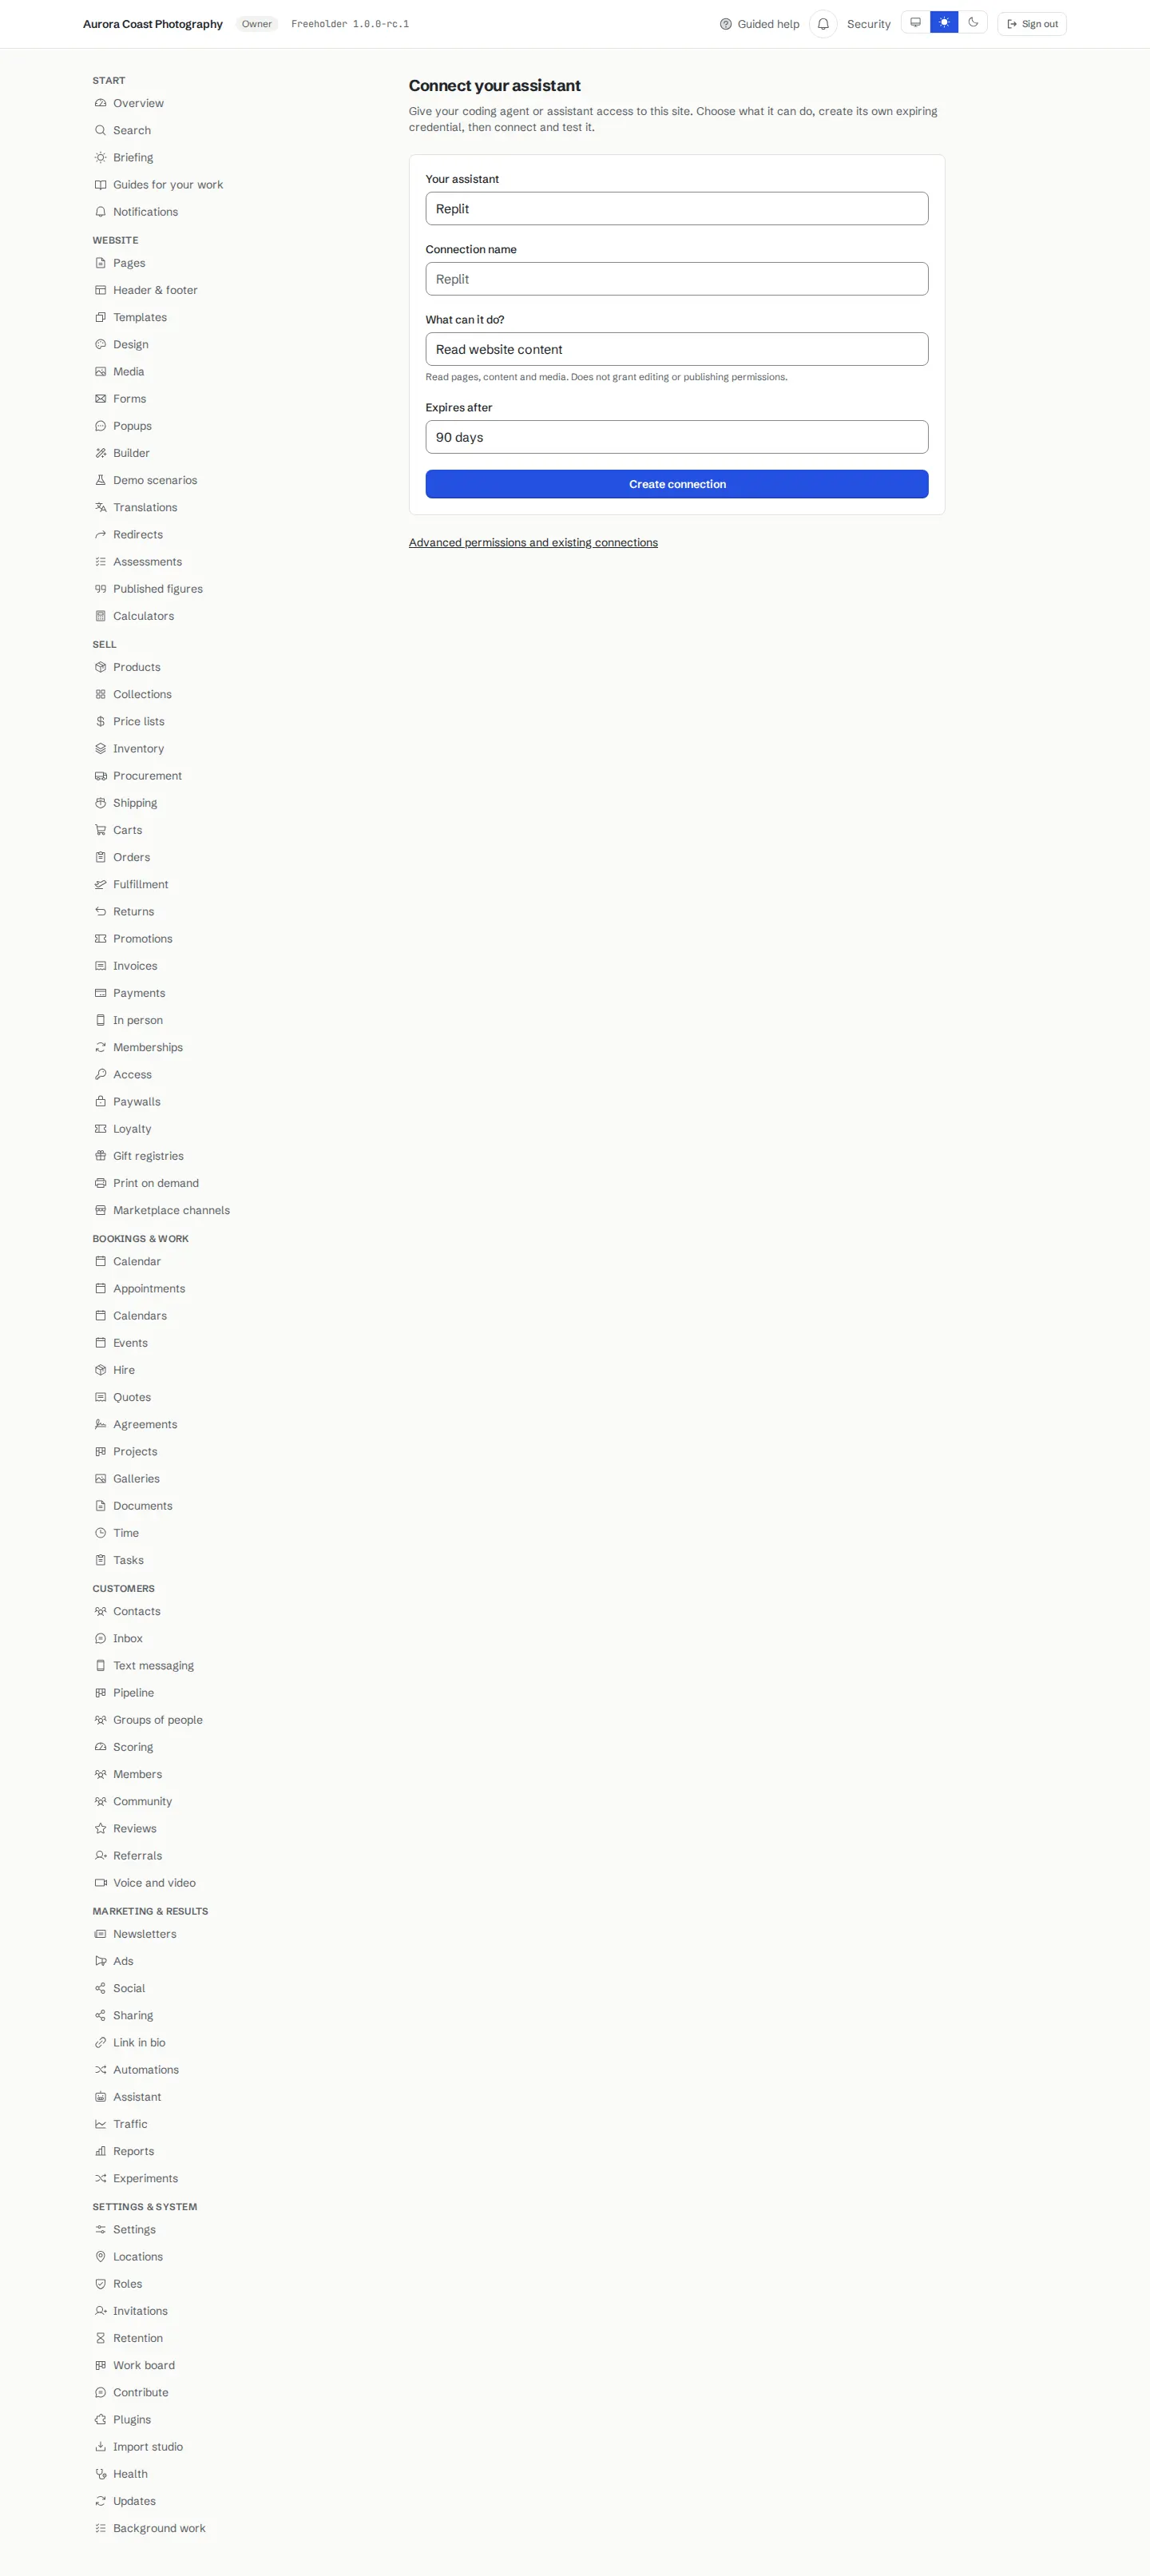 Aurora Coast Photography
Owner
Freeholder 1.0.0-rc.1
Guided help
Security
Sign out
START
Overview
Search
Briefing
Guides for your work
Notifications
WEBSITE
Pages
Header & footer
Templates
Design
Media
Forms
Popups
Builder
Demo scenarios
Translations
Redirects
Assessments
Published figures
Calculators
SELL
Products
Collections
Price lists
Inventory
Procurement
Shipping
Carts
Orders
Fulfillment
Returns
Promotions
Invoices
Payments
In person
Memberships
Access
Paywalls
Loyalty
Gift registries
Print on demand
Marketplace channels
BOOKINGS & WORK
Calendar
Appointments
Calendars
Events
Hire
Quotes
Agreements
Projects
Galleries
Documents
Time
Tasks
CUSTOMERS
Contacts
Inbox
Text messaging
Pipeline
Groups of people
Scoring
Members
Community
Reviews
Referrals
Voice and video
MARKETING & RESULTS
Newsletters
Ads
Social
Sharing
Link in bio
Automations
Assistant
Traffic
Reports
Experiments
SETTINGS & SYSTEM
Settings
Locations
Roles
Invitations
Retention
Work board
Contribute
Plugins
Import studio
Health
Updates
Background work
Connect your assistant
Give your coding agent or assistant access to this site. Choose what it can do, create its own expiring
credential, then connect and test it.
Your assistant
Replit
Connection name
Replit
What can it do?
Read website content
Read pages, content and media. Does not grant editing or publishing permissions.
Expires after
90 days
Create connection
Advanced permissions and existing connections